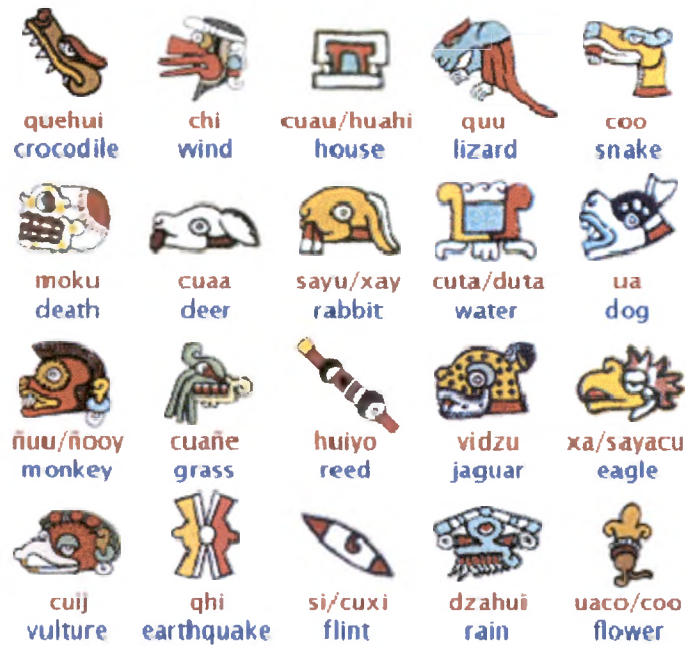 quehui chi cuau/huahi quu coo
crocodile wind house lizard snake
moku cuaa sayu/xay cuta/duta ua
death deer rabbit water dog
ñuu/ñooy cuañe huiyo vidzu xa/sayacu
monkey grass reed jaguar eagle
cuij qhi si/cuxi dzahui uaco/coo
vulture earthquake flint rain flower